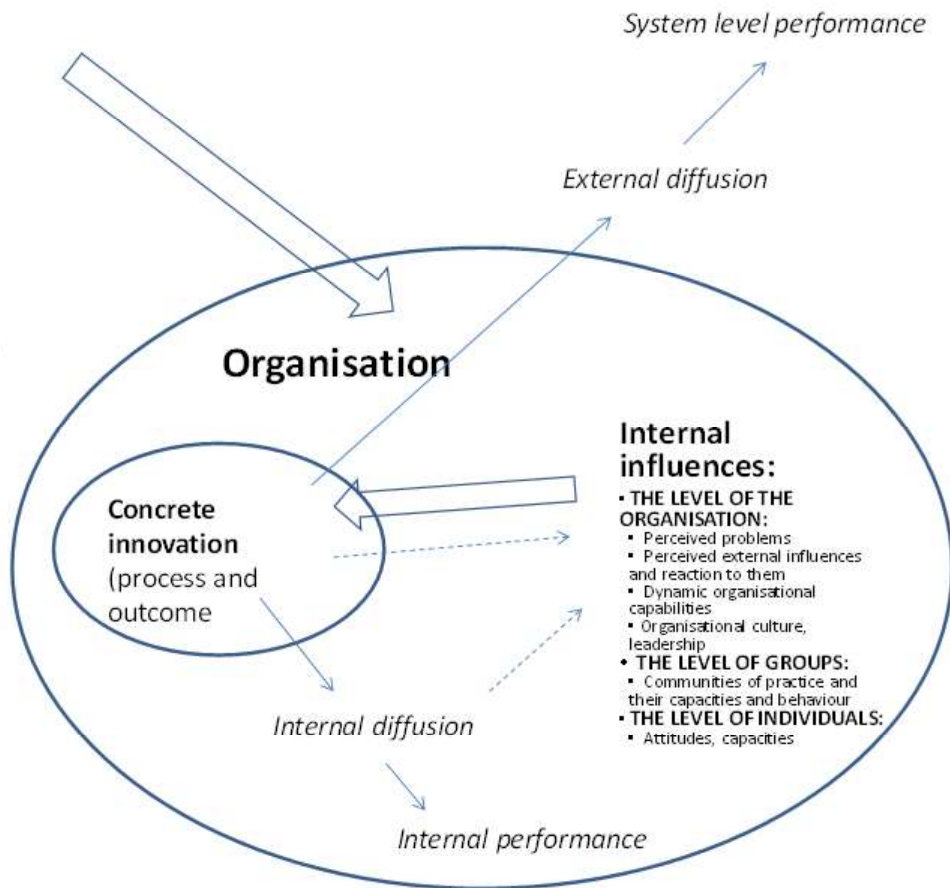 System level performance
External diffusion
Organisation
Concrete
innovation
(process and
outcome
Internal
influences:
▪ THE LEVEL OF THE
ORGANISATION:
▪ Perceived problems
▪ Perceived external influences
and reaction to them
▪ Dynamic organisational
capabilities
▪ Organisational culture,
leadership
• THE LEVEL OF GROUPS:
▪ Communities of practice and
their capacities and behaviour
▪ THE LEVEL OF INDIVIDUALS:
▪ Attitudes, capacities
Internal diffusion
Internal performance